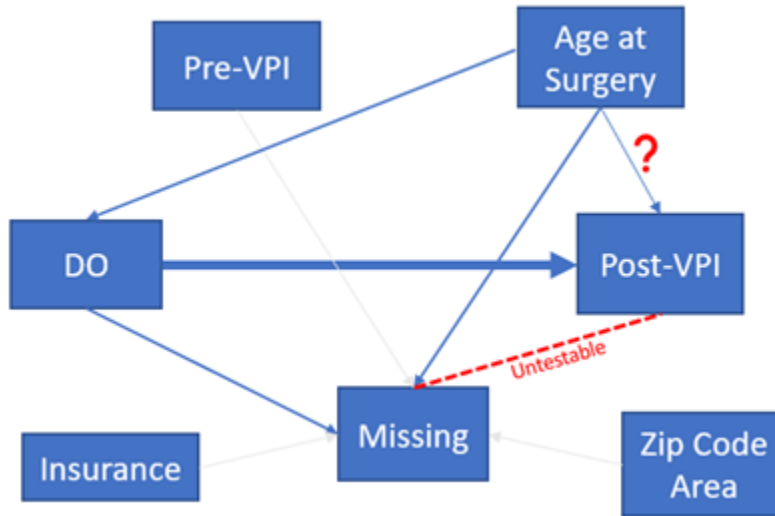 Pre-VPI
Age at
Surgery
?
DO
Post-VPI
Untestable
Missing
Insurance
Zip Code
Area